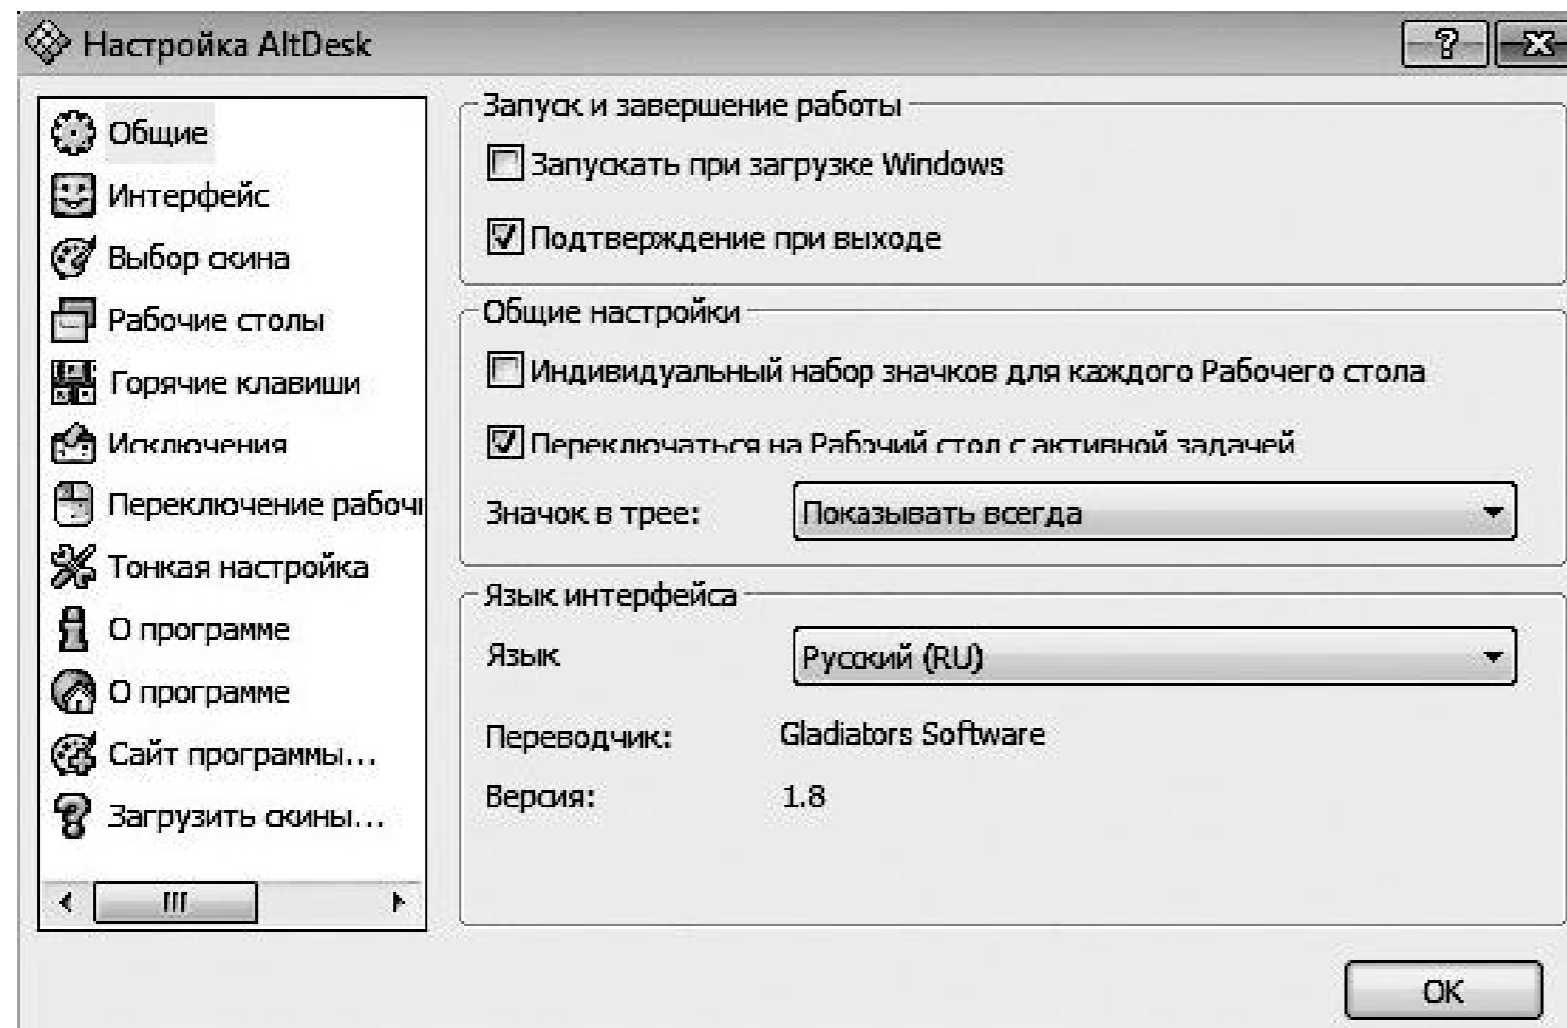 Настройка AltDesk
Общие
Интерфейс
Выбор скина
Рабочие столы
Горячие клавиши
Исключения
Переключение рабочи
Тонкая настройка
О программе
О программе
Сайт программы...
Загрузить скины...
Запуск и завершение работы
Запускать при загрузке Windows
Подтверждение при выходе
Общие настройки
Индивидуальный набор значков для каждого Рабочего стола
Переключаться на Рабочий стол с активной задачей
Значок в трее: Показывать всегда
Язык интерфейса
Язык Русский (RU)
Переводчик: Gladiators Software
Версия: 1.8
OK